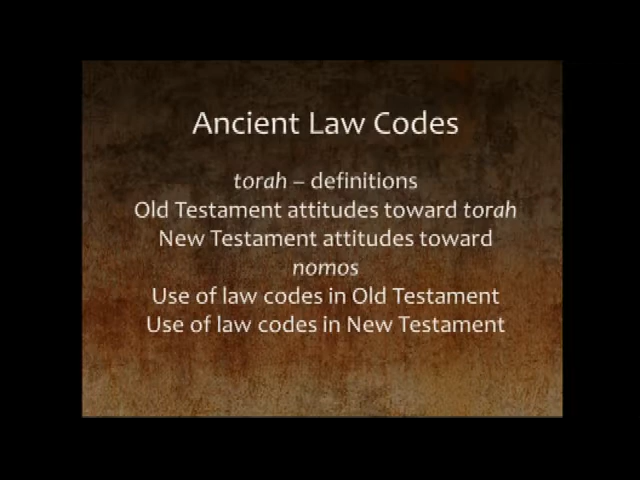 Ancient Law Codes
torah – definitions
Old Testament attitudes toward torah
New Testament attitudes toward
nomos
Use of law codes in Old Testament
Use of law codes in New Testament